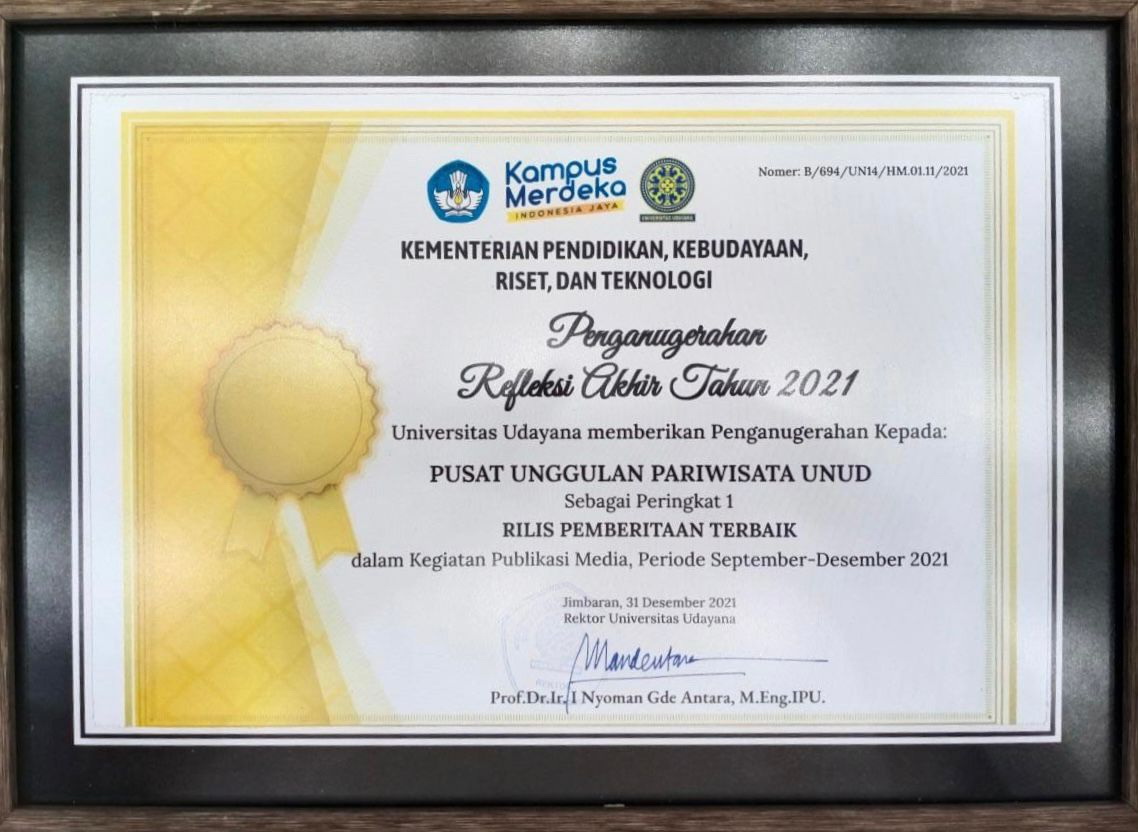 Kampus
Merdeka
INDONESIA JAYA
UNIVERSITAS UDAYANA
Nomer: B/694/UN14/HM.01.11/2021
KEMENTERIAN PENDIDIKAN, KEBUDAYAAN,
RISET, DAN TEKNOLOGI
Penganugerahan
Refleksi Akhir Tahun 2021
Universitas Udayana memberikan Penganugerahan Kepada:
PUSAT UNGGULAN PARIWISATA UNUD
Sebagai Peringkat 1
RILIS PEMBERITAAN TERBAIK
dalam Kegiatan Publikasi Media, Periode September-Desember 2021
Jimbaran, 31 Desember 2021
Rektor Universitas Udayana
REKTOR
Prof.Dr.Ir. I Nyoman Gde Antara, M.Eng.IPU.